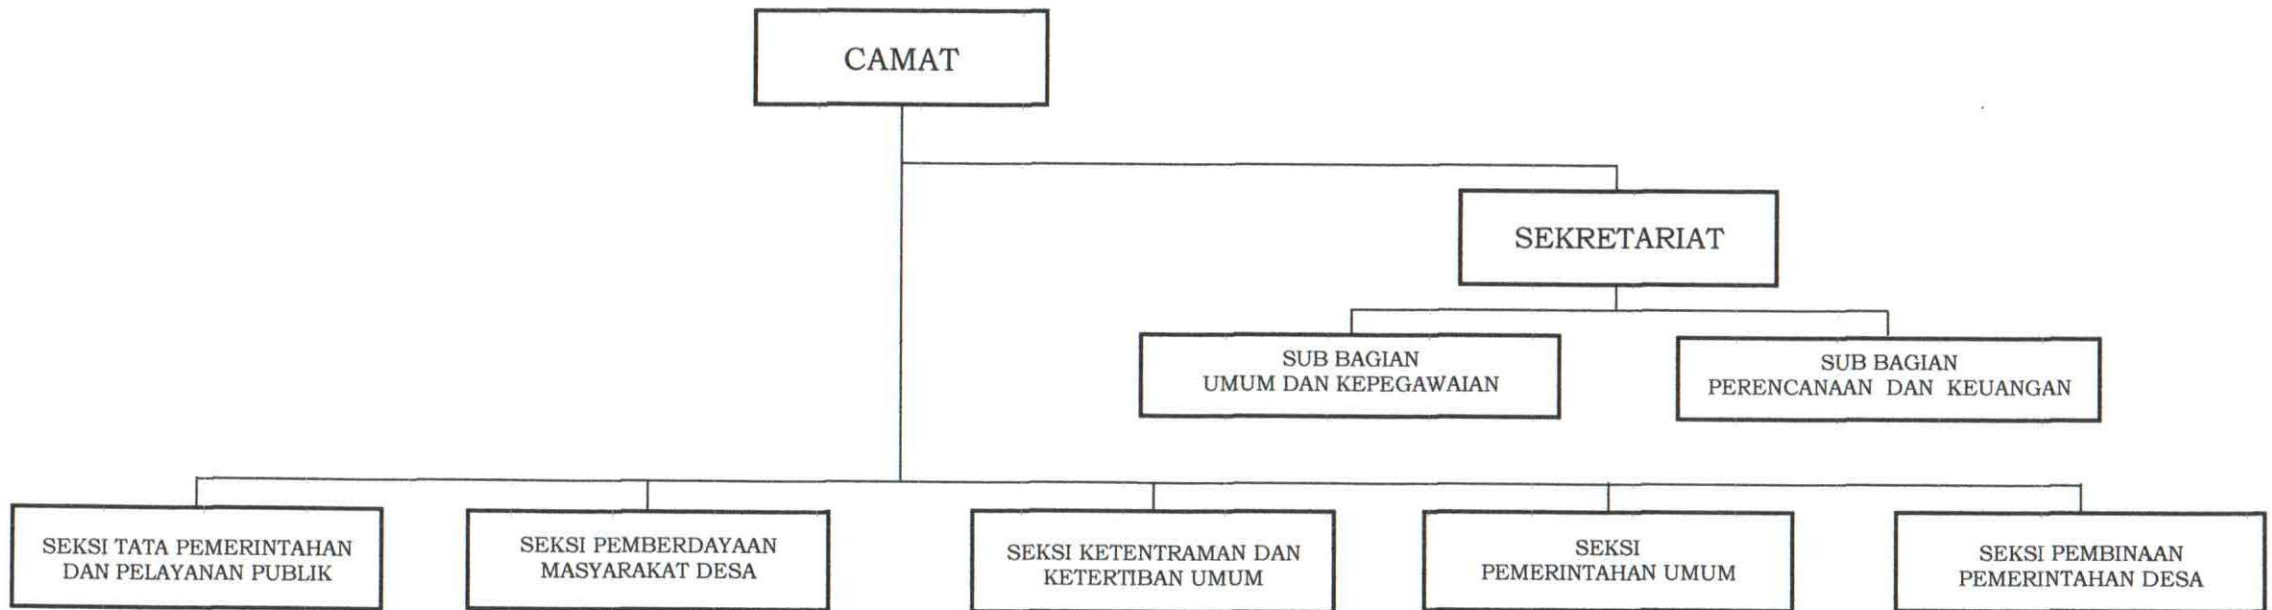 CAMAT
SEKRETARIAT
SUB BAGIAN
UMUM DAN KEPEGAWAIAN
SUB BAGIAN
PERENCANAAN DAN KEUANGAN
SEKSI TATA PEMERINTAHAN
DAN PELAYANAN PUBLIK
SEKSI PEMBERDAYAAN
MASYARAKAT DESA
SEKSI KETENTRAMAN DAN
KETERTIBAN UMUM
SEKSI
PEMERINTAHAN UMUM
SEKSI PEMBINAAN
PEMERINTAHAN DESA